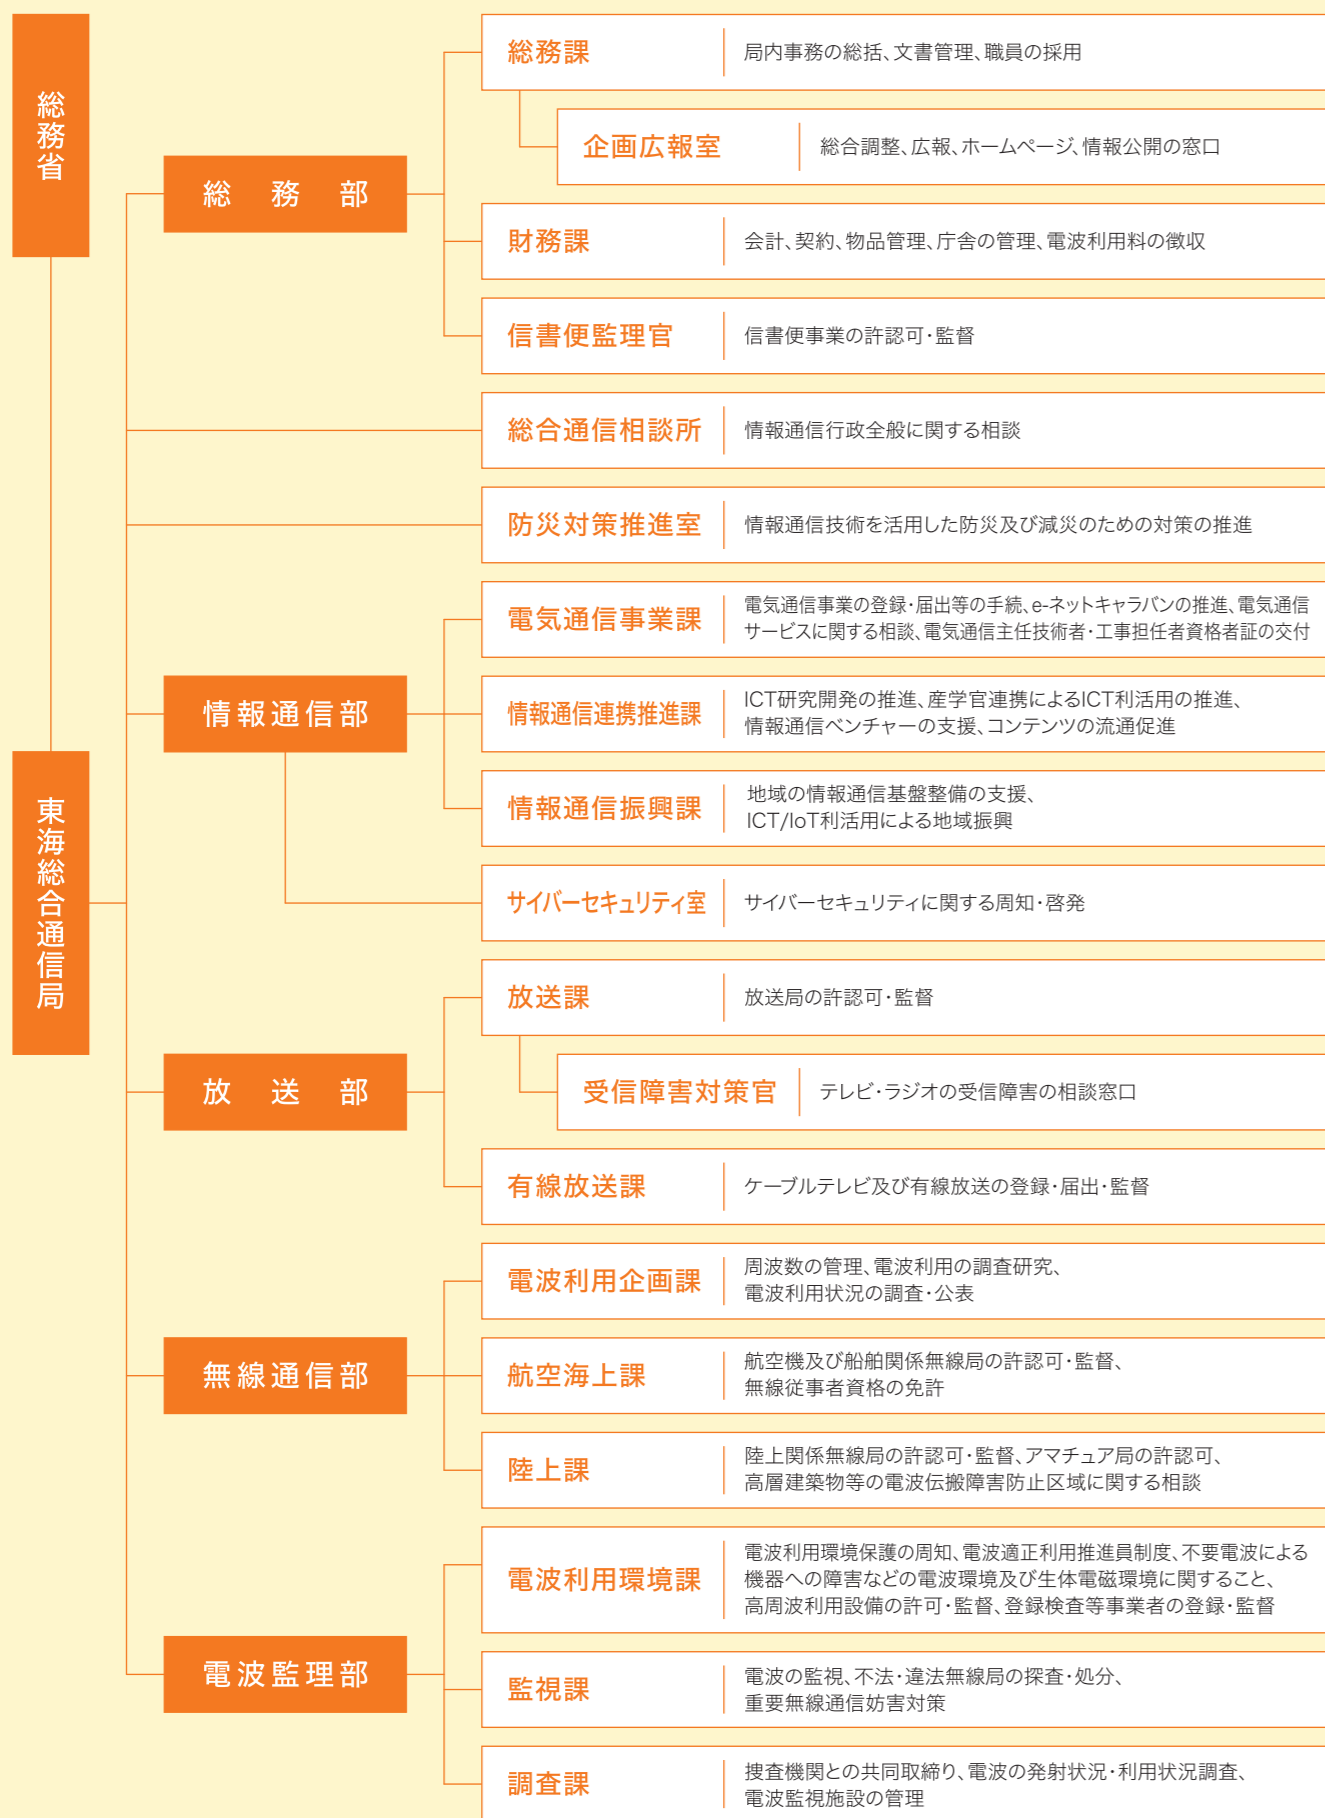 総務省
東海総合通信局
総務部
総務課
局内事務の総括、文書管理、職員の採用
企画広報室
総合調整、広報、ホームページ、情報公開の窓口
財務課
会計、契約、物品管理、庁舎の管理、電波利用料の徴収
信書便監理官
信書便事業の許認可・監督
総合通信相談所
情報通信行政全般に関する相談
防災対策推進室
情報通信技術を活用した防災及び減災のための対策の推進
情報通信部
電気通信事業課
電気通信事業の登録・届出等の手続、e-ネットキャラバンの推進、電気通信
サービスに関する相談、電気通信主任技術者・工事担任者資格者証の交付
情報通信連携推進課
ICT研究開発の推進、産学官連携によるICT利活用の推進、
情報通信ベンチャーの支援、コンテンツの流通促進
情報通信振興課
地域の情報通信基盤整備の支援、
ICT/IoT利活用による地域振興
サイバーセキュリティ室
サイバーセキュリティに関する周知・啓発
放送部
放送課
放送局の許認可・監督
受信障害対策官
テレビ・ラジオの受信障害の相談窓口
有線放送課
ケーブルテレビ及び有線放送の登録・届出・監督
無線通信部
電波利用企画課
周波数の管理、電波利用の調査研究、
電波利用状況の調査・公表
航空海上課
航空機及び船舶関係無線局の許認可・監督、
無線従事者資格の免許
陸上課
陸上関係無線局の許認可・監督、アマチュア局の許認可、
高層建築物等の電波伝搬障害防止区域に関する相談
電波監理部
電波利用環境課
電波利用環境保護の周知、電波適正利用推進員制度、不要電波による
機器への障害などの電波環境及び生体電磁環境に関すること、
高周波利用設備の許可・監督、登録検査等事業者の登録・監督
監視課
電波の監視、不法・違法無線局の探査・処分、
重要無線通信妨害対策
調査課
捜査機関との共同取締り、電波の発射状況・利用状況調査、
電波監視施設の管理